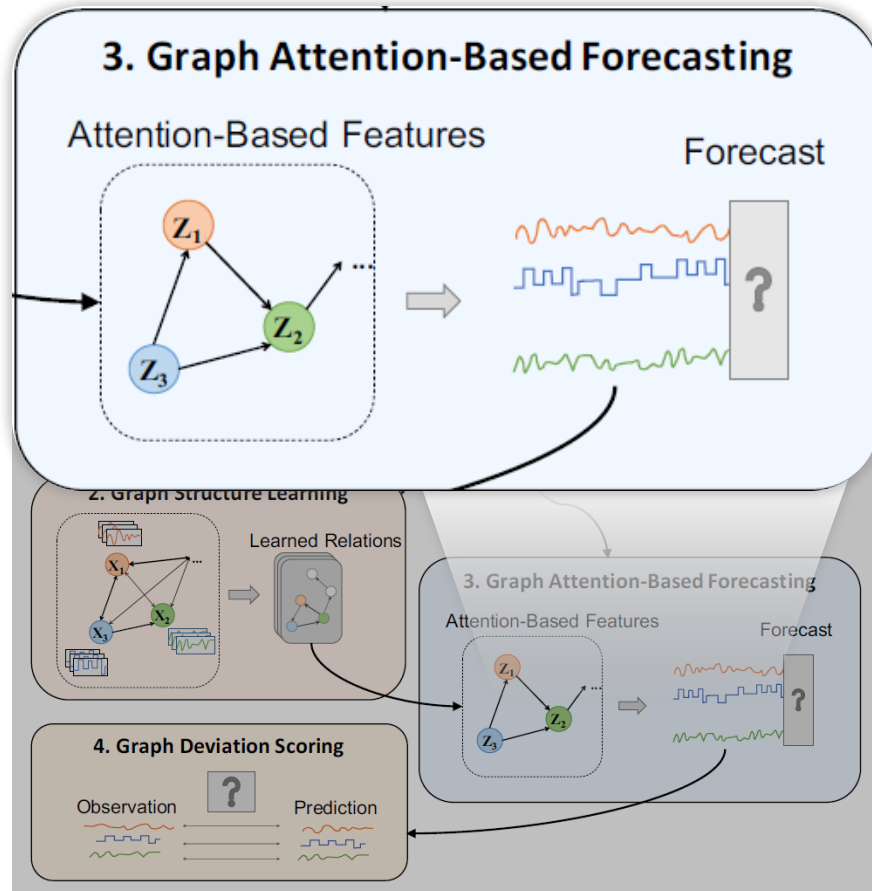 3. Graph Attention-Based Forecasting
Attention-Based Features
Forecast
Z1
Z2
Z3
...
?
2. Graph Structure Learning
Learned Relations
X1
X2
X3
...
3. Graph Attention-Based Forecasting
Attention-Based Features
Forecast
Z1
Z2
Z3
...
?
4. Graph Deviation Scoring
Observation
?
Prediction